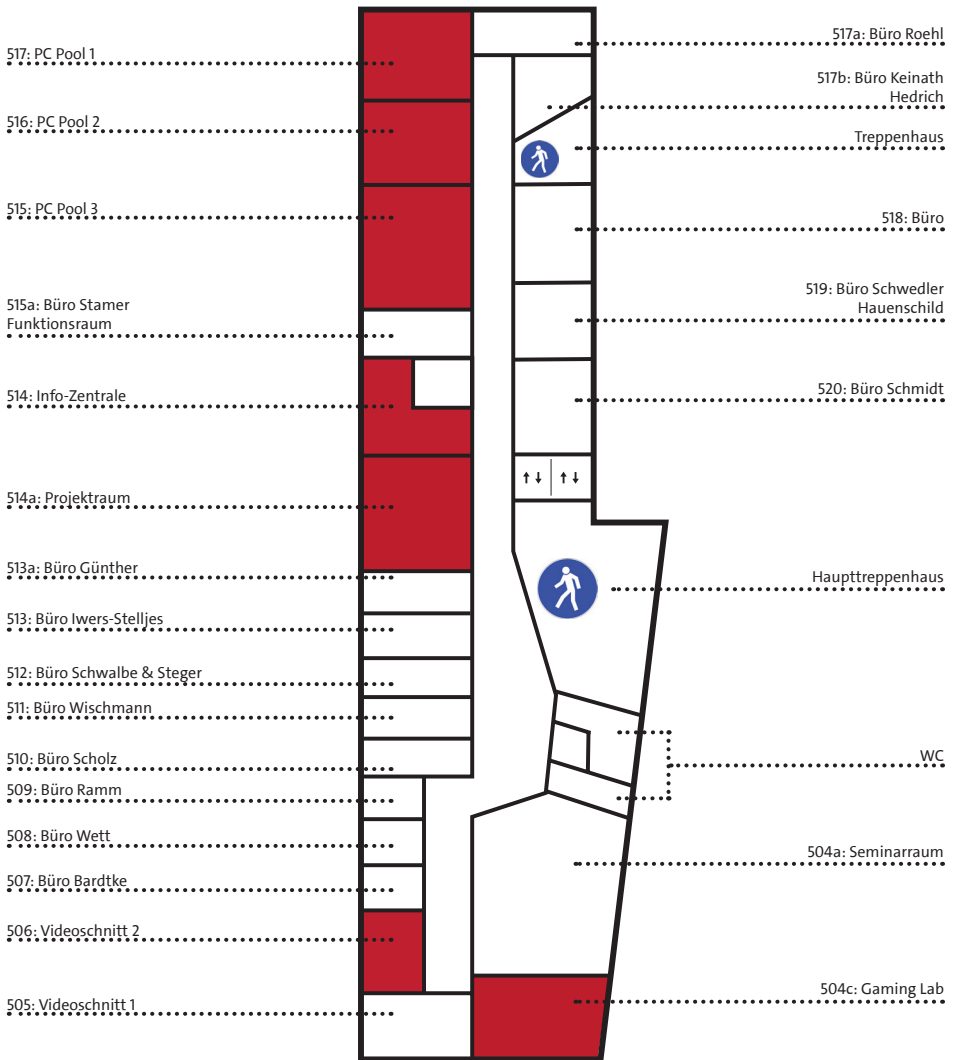 517: PC Pool 1
516: PC Pool 2
515: PC Pool 3
515a: Büro Stamer
Funktionsraum
514: Info-Zentrale
514a: Projektraum
513a: Büro Günther
513: Büro Iwers-Stelljes
512: Büro Schwalbe & Steger
511: Büro Wischmann
510: Büro Scholz
509: Büro Ramm
508: Büro Wett
507: Büro Bardtke
506: Videoschnitt 2
505: Videoschnitt 1
517a: Büro Roehl
517b: Büro Keinath
Hedrich
Treppenhaus
518: Büro
519: Büro Schwedler
Hauenschild
520: Büro Schmidt
Haupttreppenhaus
WC
504a: Seminarraum
504c: Gaming Lab